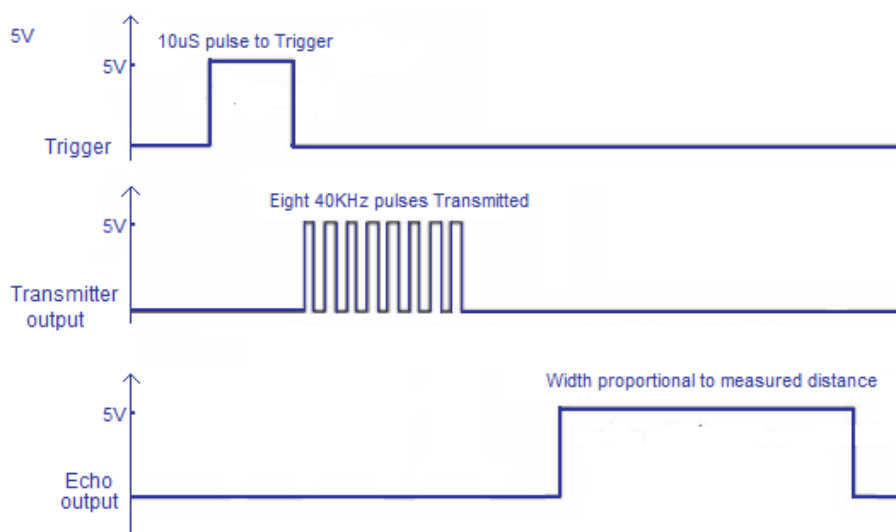 5V
10uS pulse to Trigger
5V
Trigger
Eight 40KHz pulses Transmitted
5V
Transmitter
output
Width proportional to measured distance
5V
Echo
output